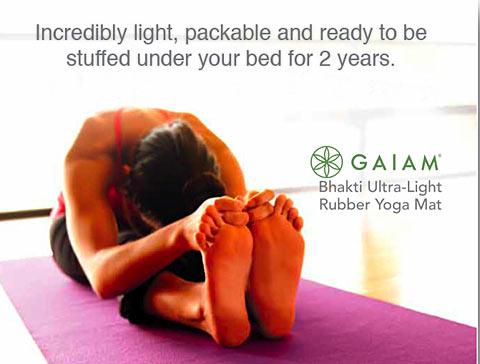 Incredibly light, packable and ready to be
stuffed under your bed for 2 years.
GAIAM®
Bhakti Ultra-Light
Rubber Yoga Mat